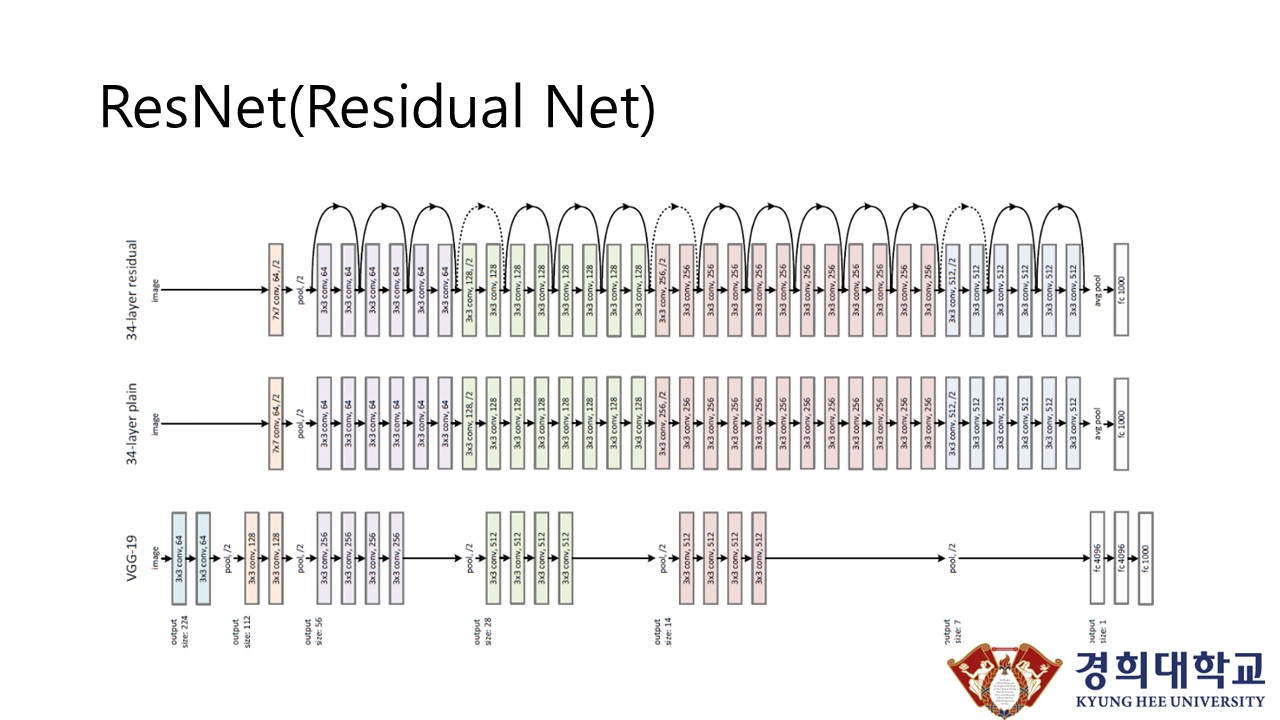 ResNet(Residual Net)
34-layer residual
image
7x7 conv, 64, /2
pool, /2
3x3 conv, 64
3x3 conv, 64
3x3 conv, 64
3x3 conv, 64
3x3 conv, 64
3x3 conv, 64
3x3 conv, 128, /2
3x3 conv, 128
3x3 conv, 128
3x3 conv, 128
3x3 conv, 128
3x3 conv, 128
3x3 conv, 128
3x3 conv, 128
3x3 conv, 256, /2
3x3 conv, 256
3x3 conv, 256
3x3 conv, 256
3x3 conv, 256
3x3 conv, 256
3x3 conv, 256
3x3 conv, 256
3x3 conv, 256
3x3 conv, 256
3x3 conv, 256
3x3 conv, 256
3x3 conv, 512, /2
3x3 conv, 512
3x3 conv, 512
3x3 conv, 512
3x3 conv, 512
3x3 conv, 512
avg pool
fc 1000
34-layer plain
image
7x7 conv, 64, /2
pool, /2
3x3 conv, 64
3x3 conv, 64
3x3 conv, 64
3x3 conv, 64
3x3 conv, 64
3x3 conv, 64
3x3 conv, 128, /2
3x3 conv, 128
3x3 conv, 128
3x3 conv, 128
3x3 conv, 128
3x3 conv, 128
3x3 conv, 128
3x3 conv, 128
3x3 conv, 256, /2
3x3 conv, 256
3x3 conv, 256
3x3 conv, 256
3x3 conv, 256
3x3 conv, 256
3x3 conv, 256
3x3 conv, 256
3x3 conv, 256
3x3 conv, 256
3x3 conv, 256
3x3 conv, 256
3x3 conv, 512, /2
3x3 conv, 512
3x3 conv, 512
3x3 conv, 512
3x3 conv, 512
3x3 conv, 512
avg pool
fc 1000
VGG-19
image
3x3 conv, 64
3x3 conv, 64
pool, /2
3x3 conv, 128
3x3 conv, 128
pool, /2
3x3 conv, 256
3x3 conv, 256
3x3 conv, 256
3x3 conv, 256
pool, /2
3x3 conv, 512
3x3 conv, 512
3x3 conv, 512
3x3 conv, 512
pool, /2
3x3 conv, 512
3x3 conv, 512
3x3 conv, 512
3x3 conv, 512
pool, /2
fc 4096
fc 4096
fc 1000
output
size: 224
output
size: 112
output
size: 56
output
size: 28
output
size: 14
output
size: 7
output
size: 1
경희대학교
KYUNG HEE UNIVERSITY